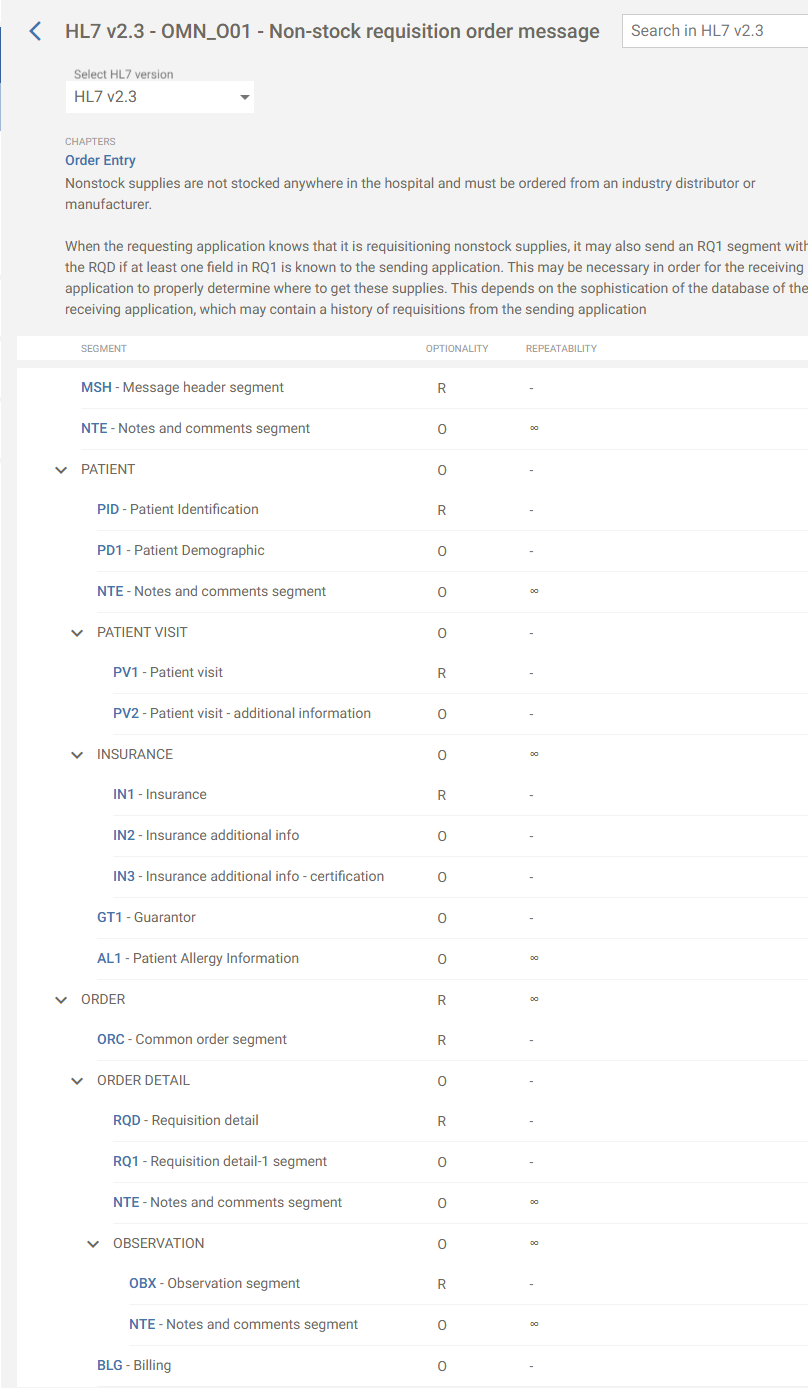 HL7 v2.3 - OMN_O01 - Non-stock requisition order message
Search in HL7 v2.3
Select HL7 version
HL7 v2.3
CHAPTERS
Order Entry
Nonstock supplies are not stocked anywhere in the hospital and must be ordered from an industry distributor or
manufacturer.
When the requesting application knows that it is requisitioning nonstock supplies, it may also send an RQ1 segment with
the RQD if at least one field in RQ1 is known to the sending application. This may be necessary in order for the receiving
application to properly determine where to get these supplies. This depends on the sophistication of the database of the
receiving application, which may contain a history of requisitions from the sending application
SEGMENT OPTIONALITY REPEATABILITY
MSH - Message header segment R -
NTE - Notes and comments segment O ∞
PATIENT O -
PID - Patient Identification R -
PD1 - Patient Demographic O -
NTE - Notes and comments segment O ∞
PATIENT VISIT O -
PV1 - Patient visit R -
PV2 - Patient visit - additional information O -
INSURANCE O ∞
IN1 - Insurance R -
IN2 - Insurance additional info O -
IN3 - Insurance additional info - certification O -
GT1 - Guarantor O -
AL1 - Patient Allergy Information O ∞
ORDER R ∞
ORC - Common order segment R -
ORDER DETAIL O -
RQD - Requisition detail R -
RQ1 - Requisition detail-1 segment O -
NTE - Notes and comments segment O ∞
OBSERVATION O ∞
OBX - Observation segment R -
NTE - Notes and comments segment O ∞
BLG - Billing O -